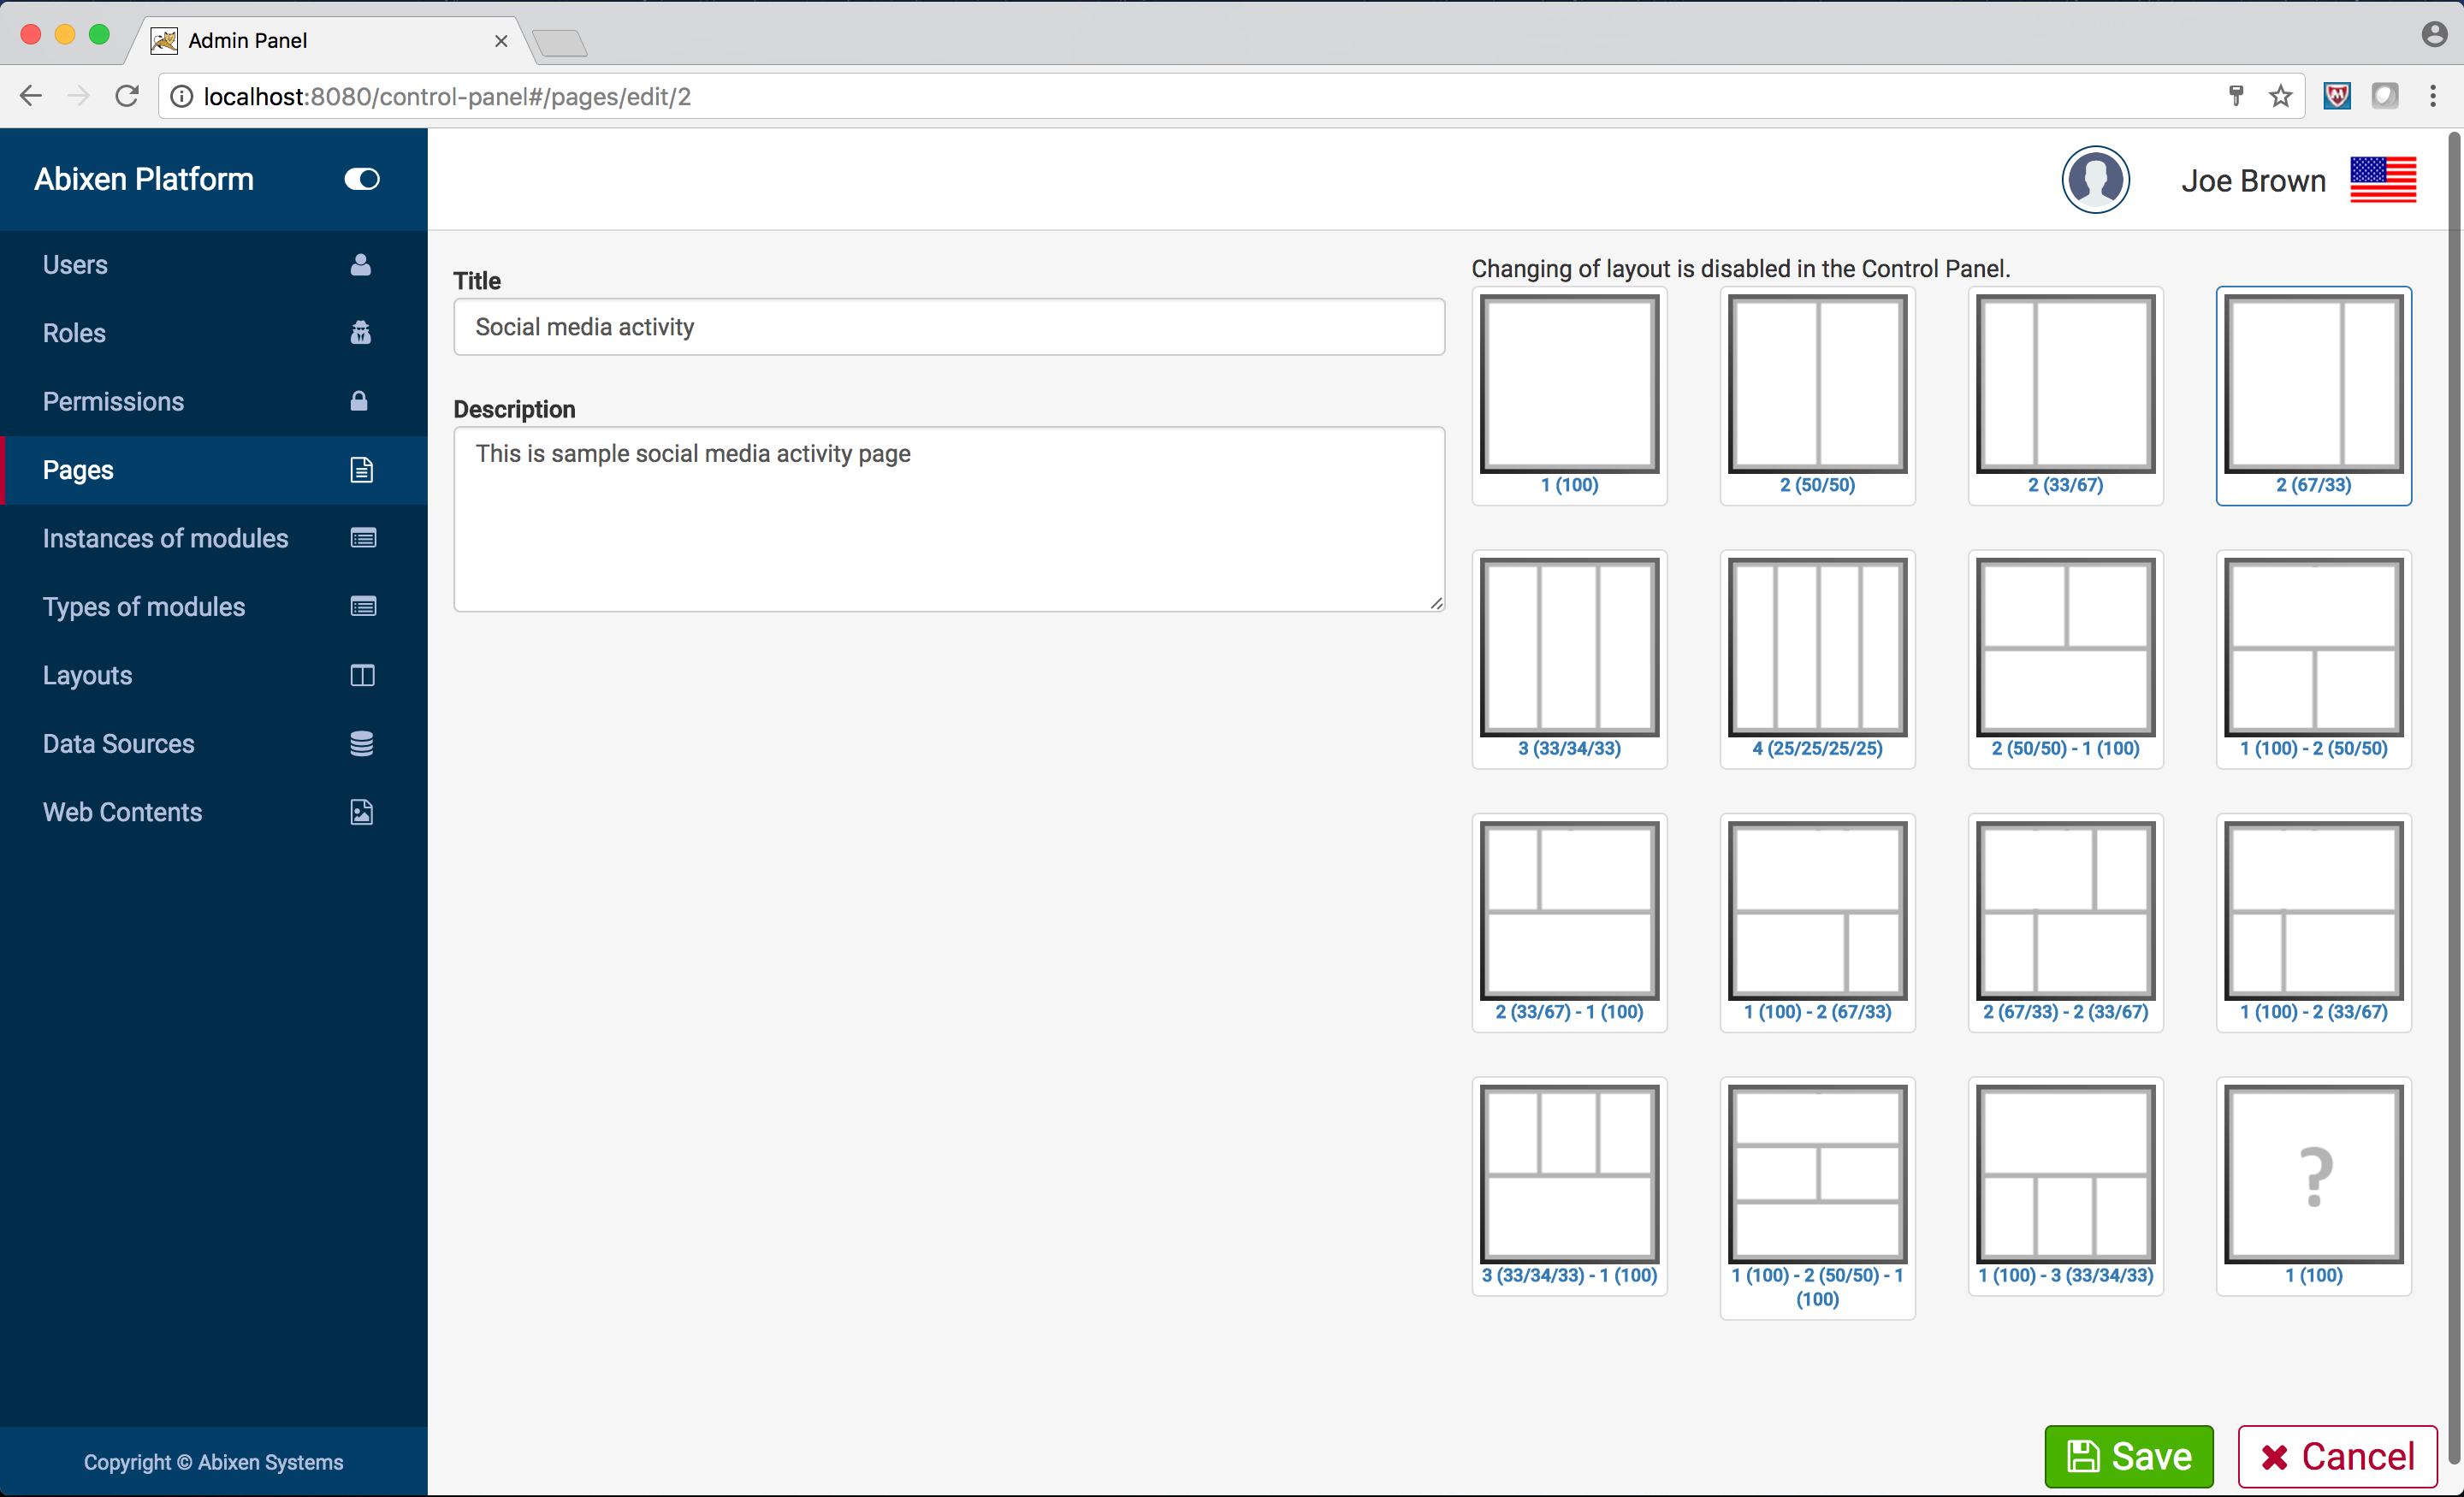 Admin Panel
localhost:8080/control-panel#/pages/edit/2
Abixen Platform
Joe Brown
Users
Roles
Permissions
Pages
Instances of modules
Types of modules
Layouts
Data Sources
Web Contents
Copyright © Abixen Systems
Title
Social media activity
Description
This is sample social media activity page
Changing of layout is disabled in the Control Panel.
1 (100)
2 (50/50)
2 (33/67)
2 (67/33)
3 (33/34/33)
4 (25/25/25/25)
2 (50/50) - 1 (100)
1 (100) - 2 (50/50)
2 (33/67) - 1 (100)
1 (100) - 2 (67/33)
2 (67/33) - 2 (33/67)
1 (100) - 2 (33/67)
3 (33/34/33) - 1 (100)
1 (100) - 2 (50/50) - 1
(100)
1 (100) - 3 (33/34/33)
?
1 (100)
Save
Cancel